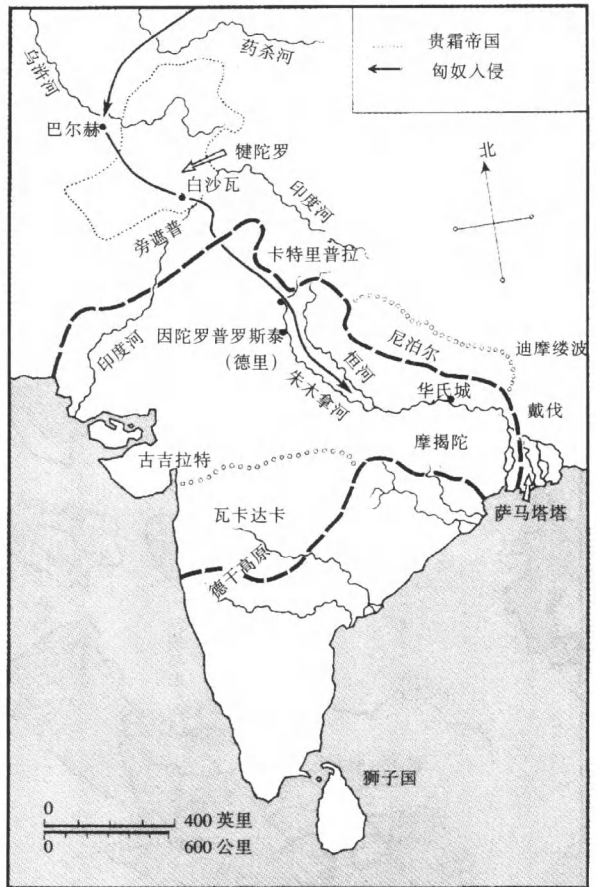 贵霜帝国
匈奴入侵
乌浒河
药杀河
巴尔赫
犍陀罗
北
白沙瓦
印度河
旁遮普
卡特里普拉
因陀罗普罗斯泰
(德里)
印度河
恒河
尼泊尔
迪摩缕波
朱木拿河
华氏城
戴伐
古吉拉特
摩揭陀
瓦卡达卡
萨马塔塔
德干高原
狮子国
0
400 英里
0
600 公里